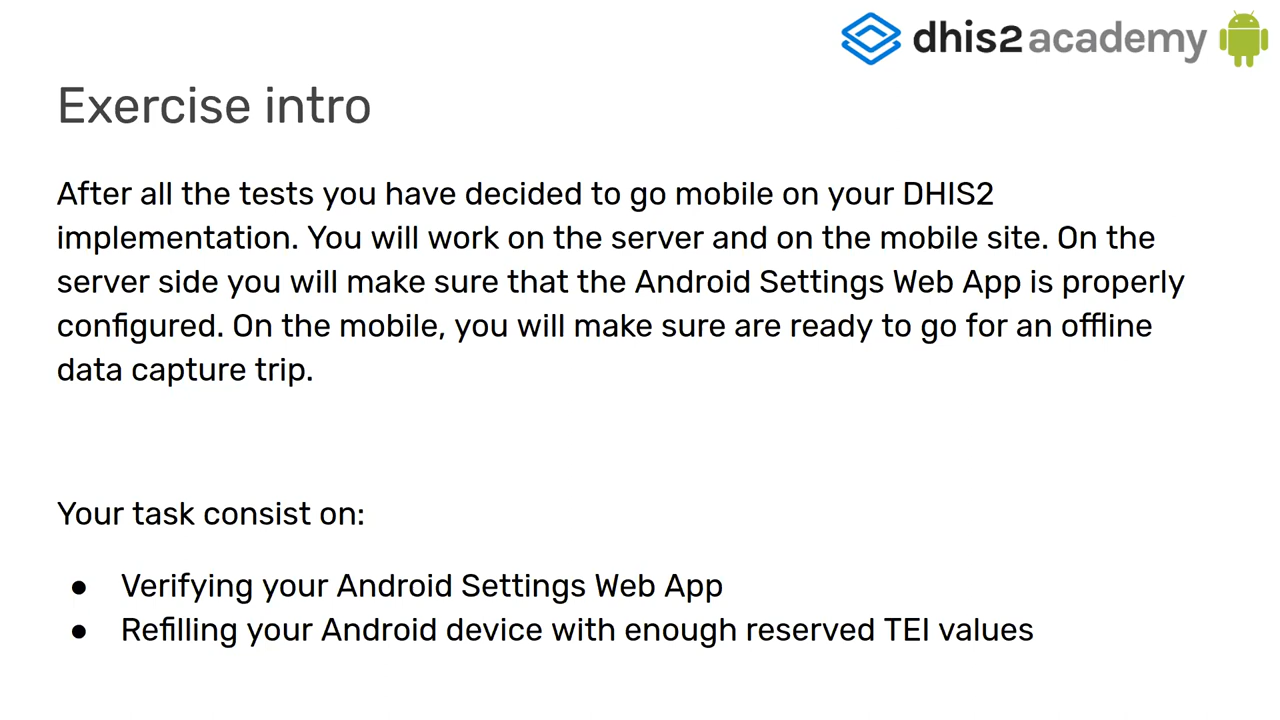 dhis2 academy
Exercise intro
After all the tests you have decided to go mobile on your DHIS2
implementation. You will work on the server and on the mobile site. On the
server side you will make sure that the Android Settings Web App is properly
configured. On the mobile, you will make sure are ready to go for an offline
data capture trip.
Your task consist on:
● Verifying your Android Settings Web App
● Refilling your Android device with enough reserved TEI values